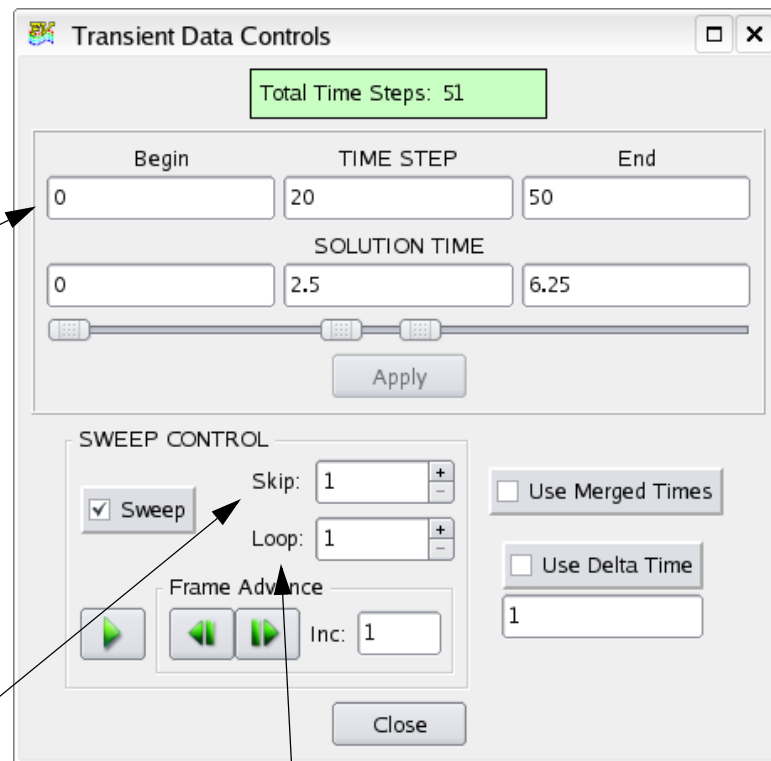 Transient Data Controls
Total Time Steps: 51
Begin TIME STEP End
0 20 50
SOLUTION TIME
0 2.5 6.25
Apply
SWEEP CONTROL
Skip: 1
Sweep
Use Merged Times
Loop: 1
Use Delta Time
Frame Advance
Inc: 1
1
Close